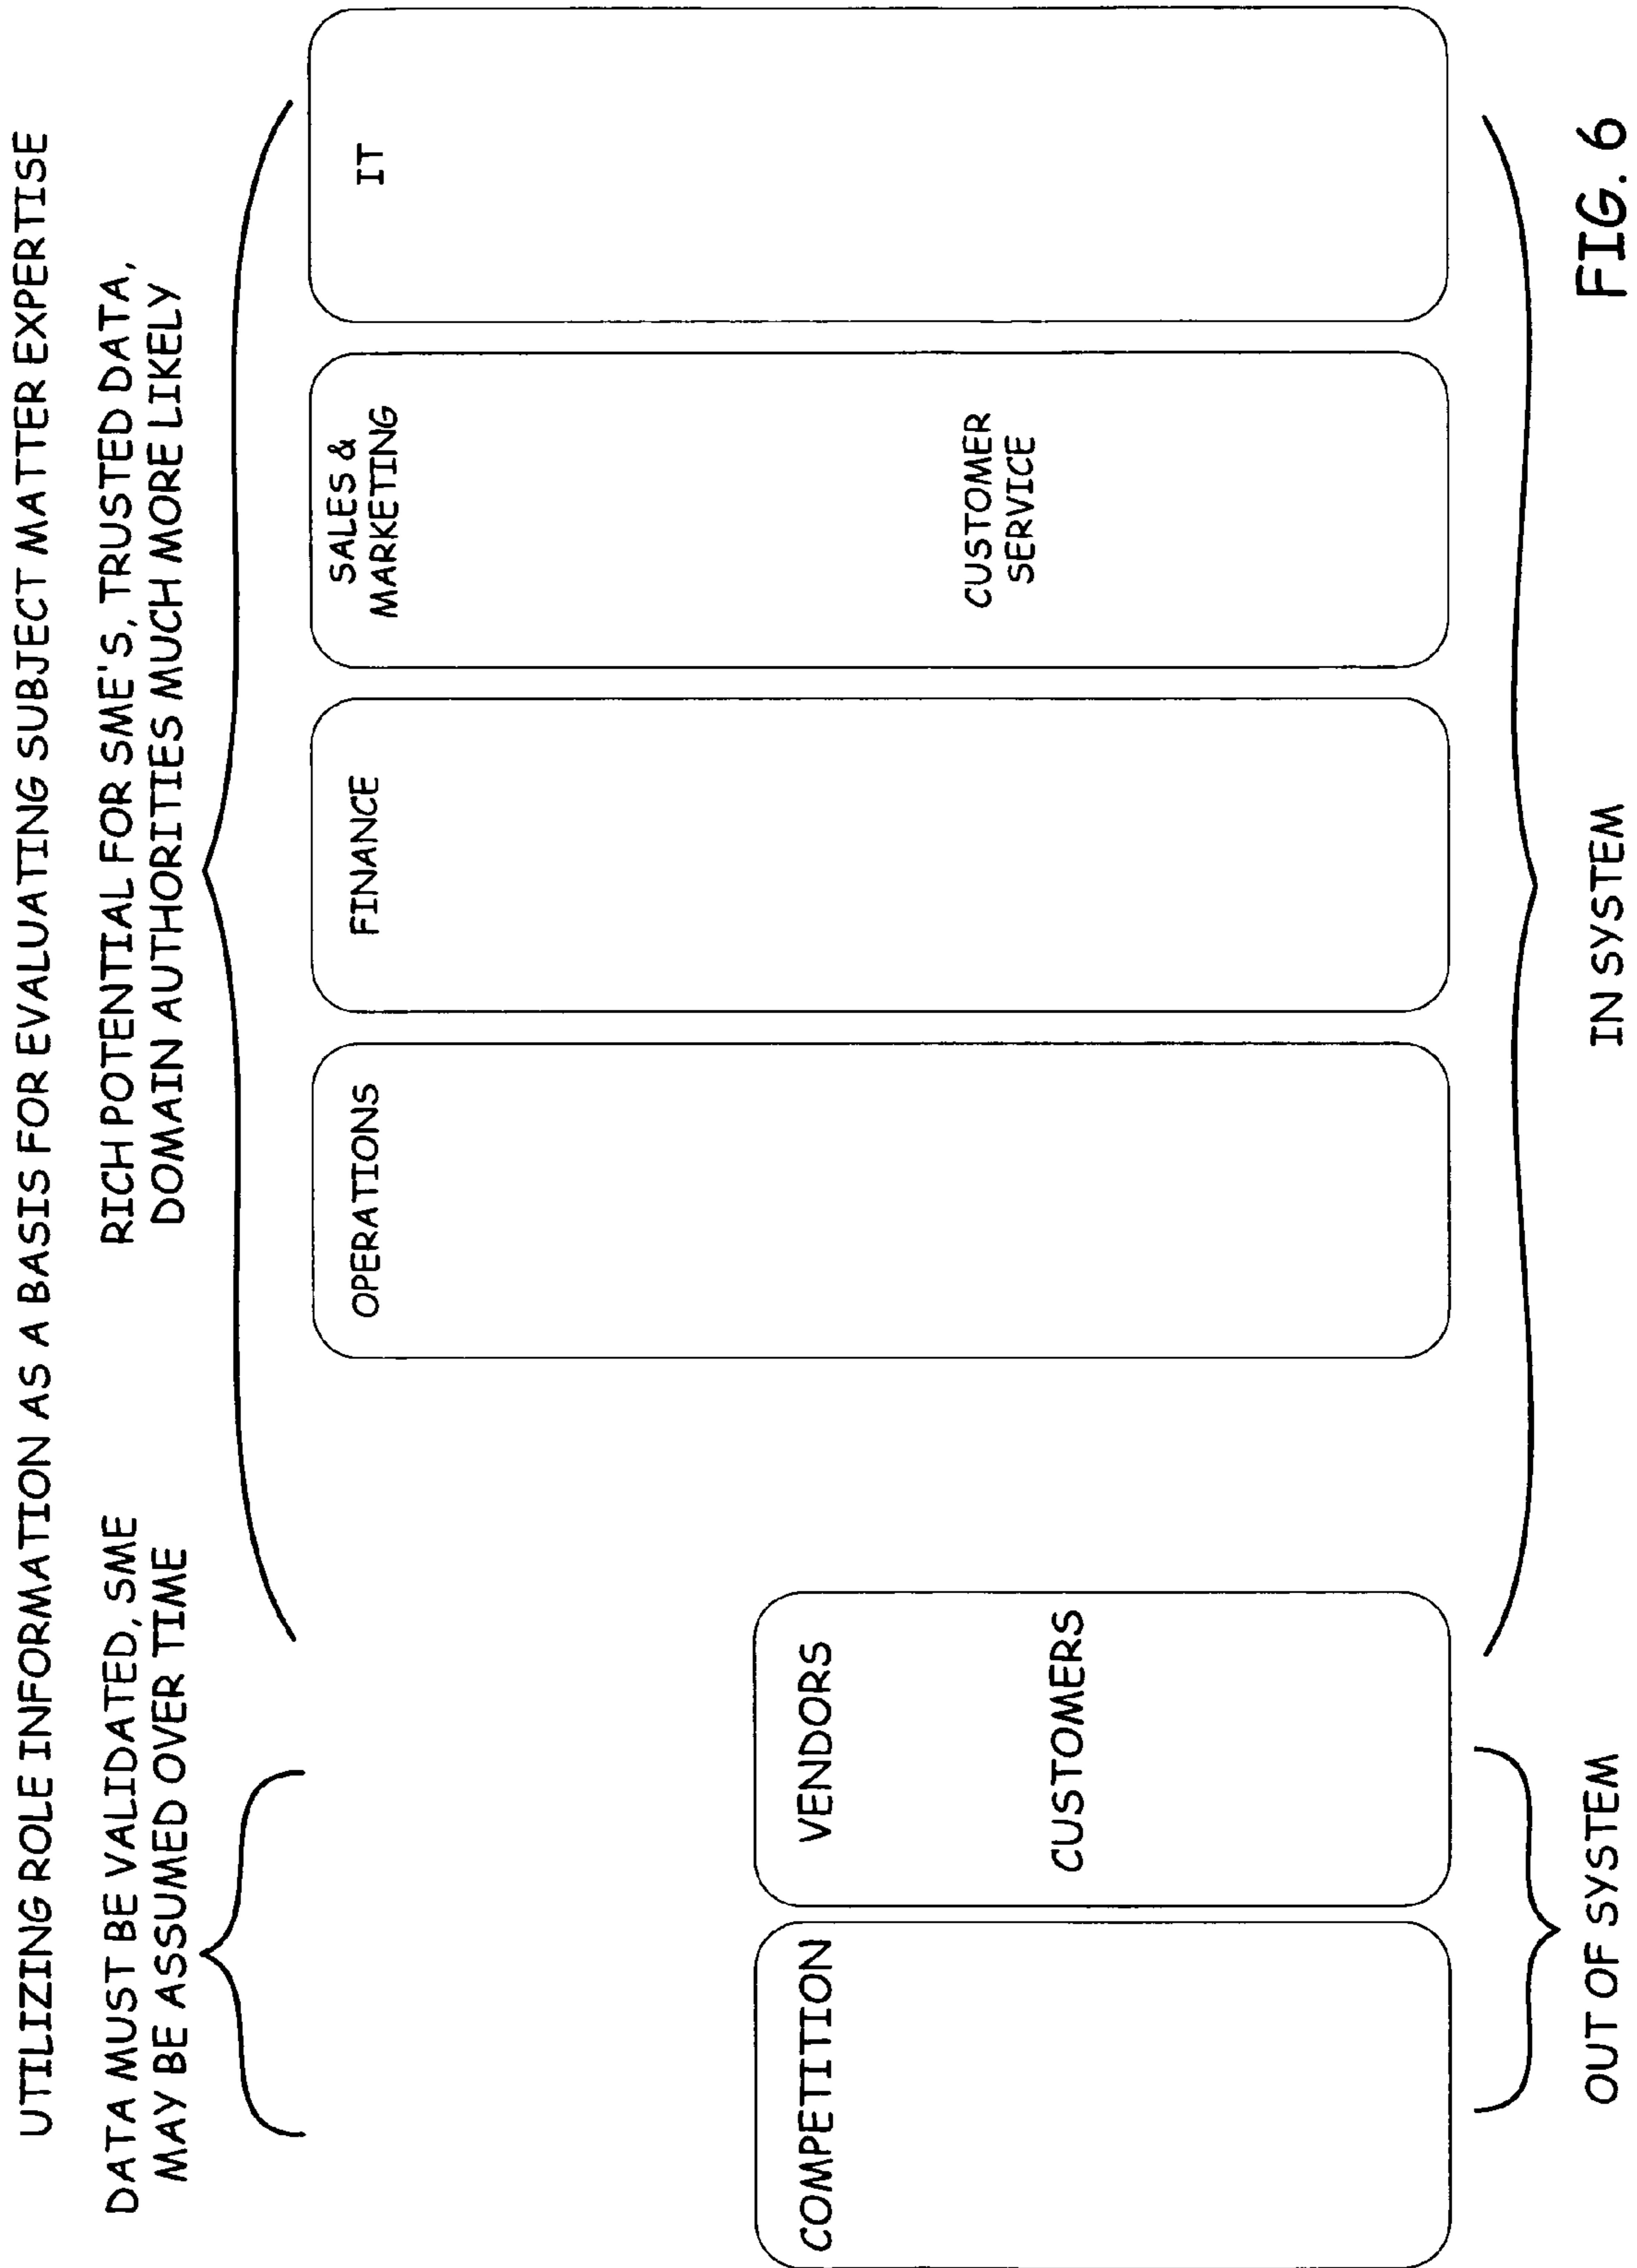 UTILIZING ROLE INFORMATION AS A BASIS FOR EVALUATING SUBJECT MATTER EXPERTISE
DATA MUST BE VALIDATED, SME
MAY BE ASSUMED OVER TIME
RICH POTENTIAL FOR SME'S, TRUSTED DATA,
DOMAIN AUTHORITIES MUCH MORE LIKELY
COMPETITION
VENDORS
CUSTOMERS
OPERATIONS
FINANCE
SALES &
MARKETING
CUSTOMER
SERVICE
IT
OUT OF SYSTEM
IN SYSTEM
FIG. 6